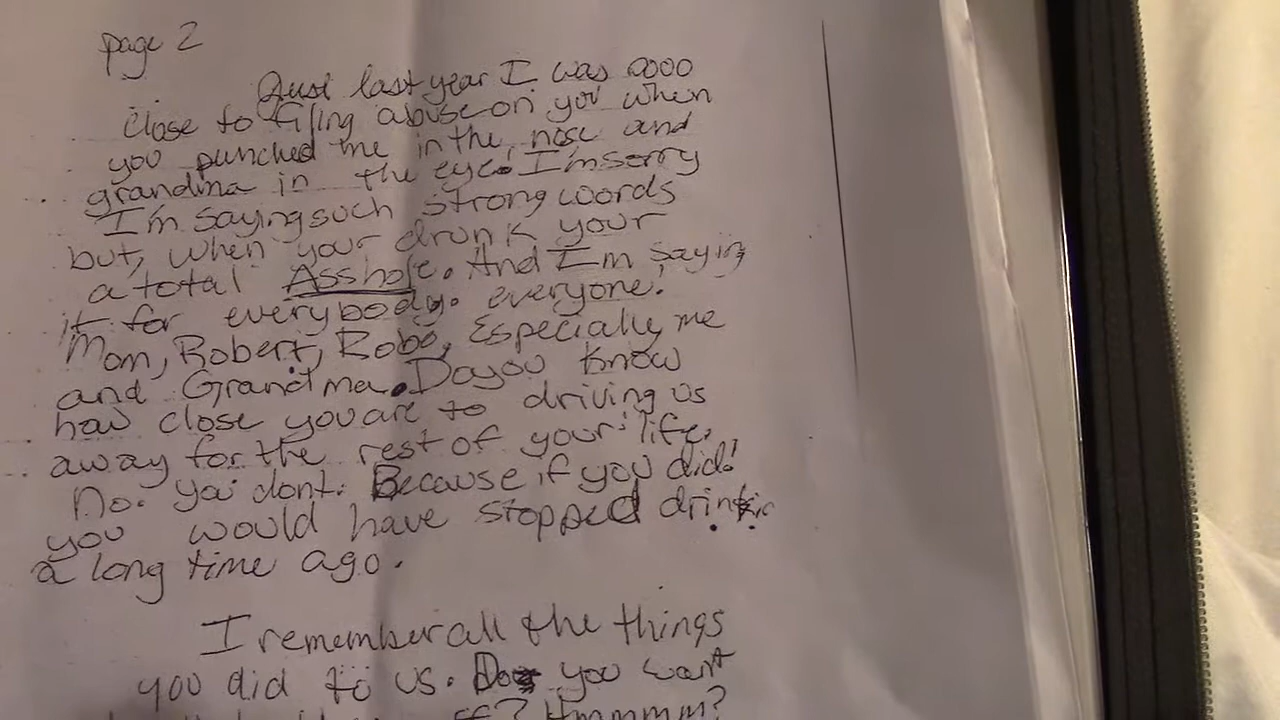 page 2
Just last year I was sooo
close to filing abuse on you when
you punched me in the nose and
grandma in the eye! I'm sorry
I'm saying such strong words
but, when your drunk your
a total Asshole. And I'm saying
it for everybody. everyone.
Mom, Robert, Robo, Especially me
and Grandma. Do you know
how close you are to driving us
away for the rest of your life.
No. you dont. Because if you did!
you would have stopped
a long time ago.
I remember all the things
you did to us. Do you want
Hmmmm?